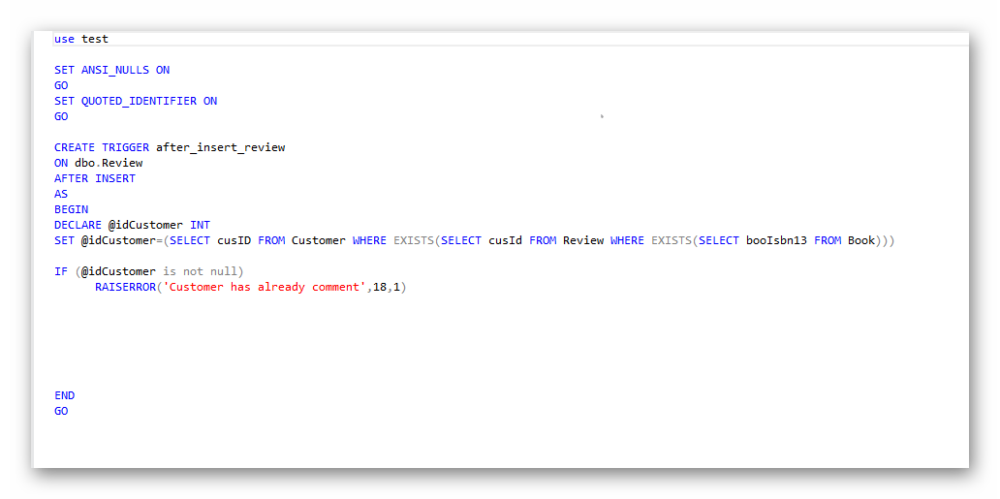 use test
SET ANSI_NULLS ON
GO
SET QUOTED_IDENTIFIER ON
GO
CREATE TRIGGER after_insert_review
ON dbo.Review
AFTER INSERT
AS
BEGIN
DECLARE @idCustomer INT
SET @idCustomer=(SELECT cusID FROM Customer WHERE EXISTS(SELECT cusId FROM Review WHERE EXISTS(SELECT booIsbn13 FROM Book)))
IF (@idCustomer is not null)
RAISERROR('Customer has already comment',18,1)
END
GO